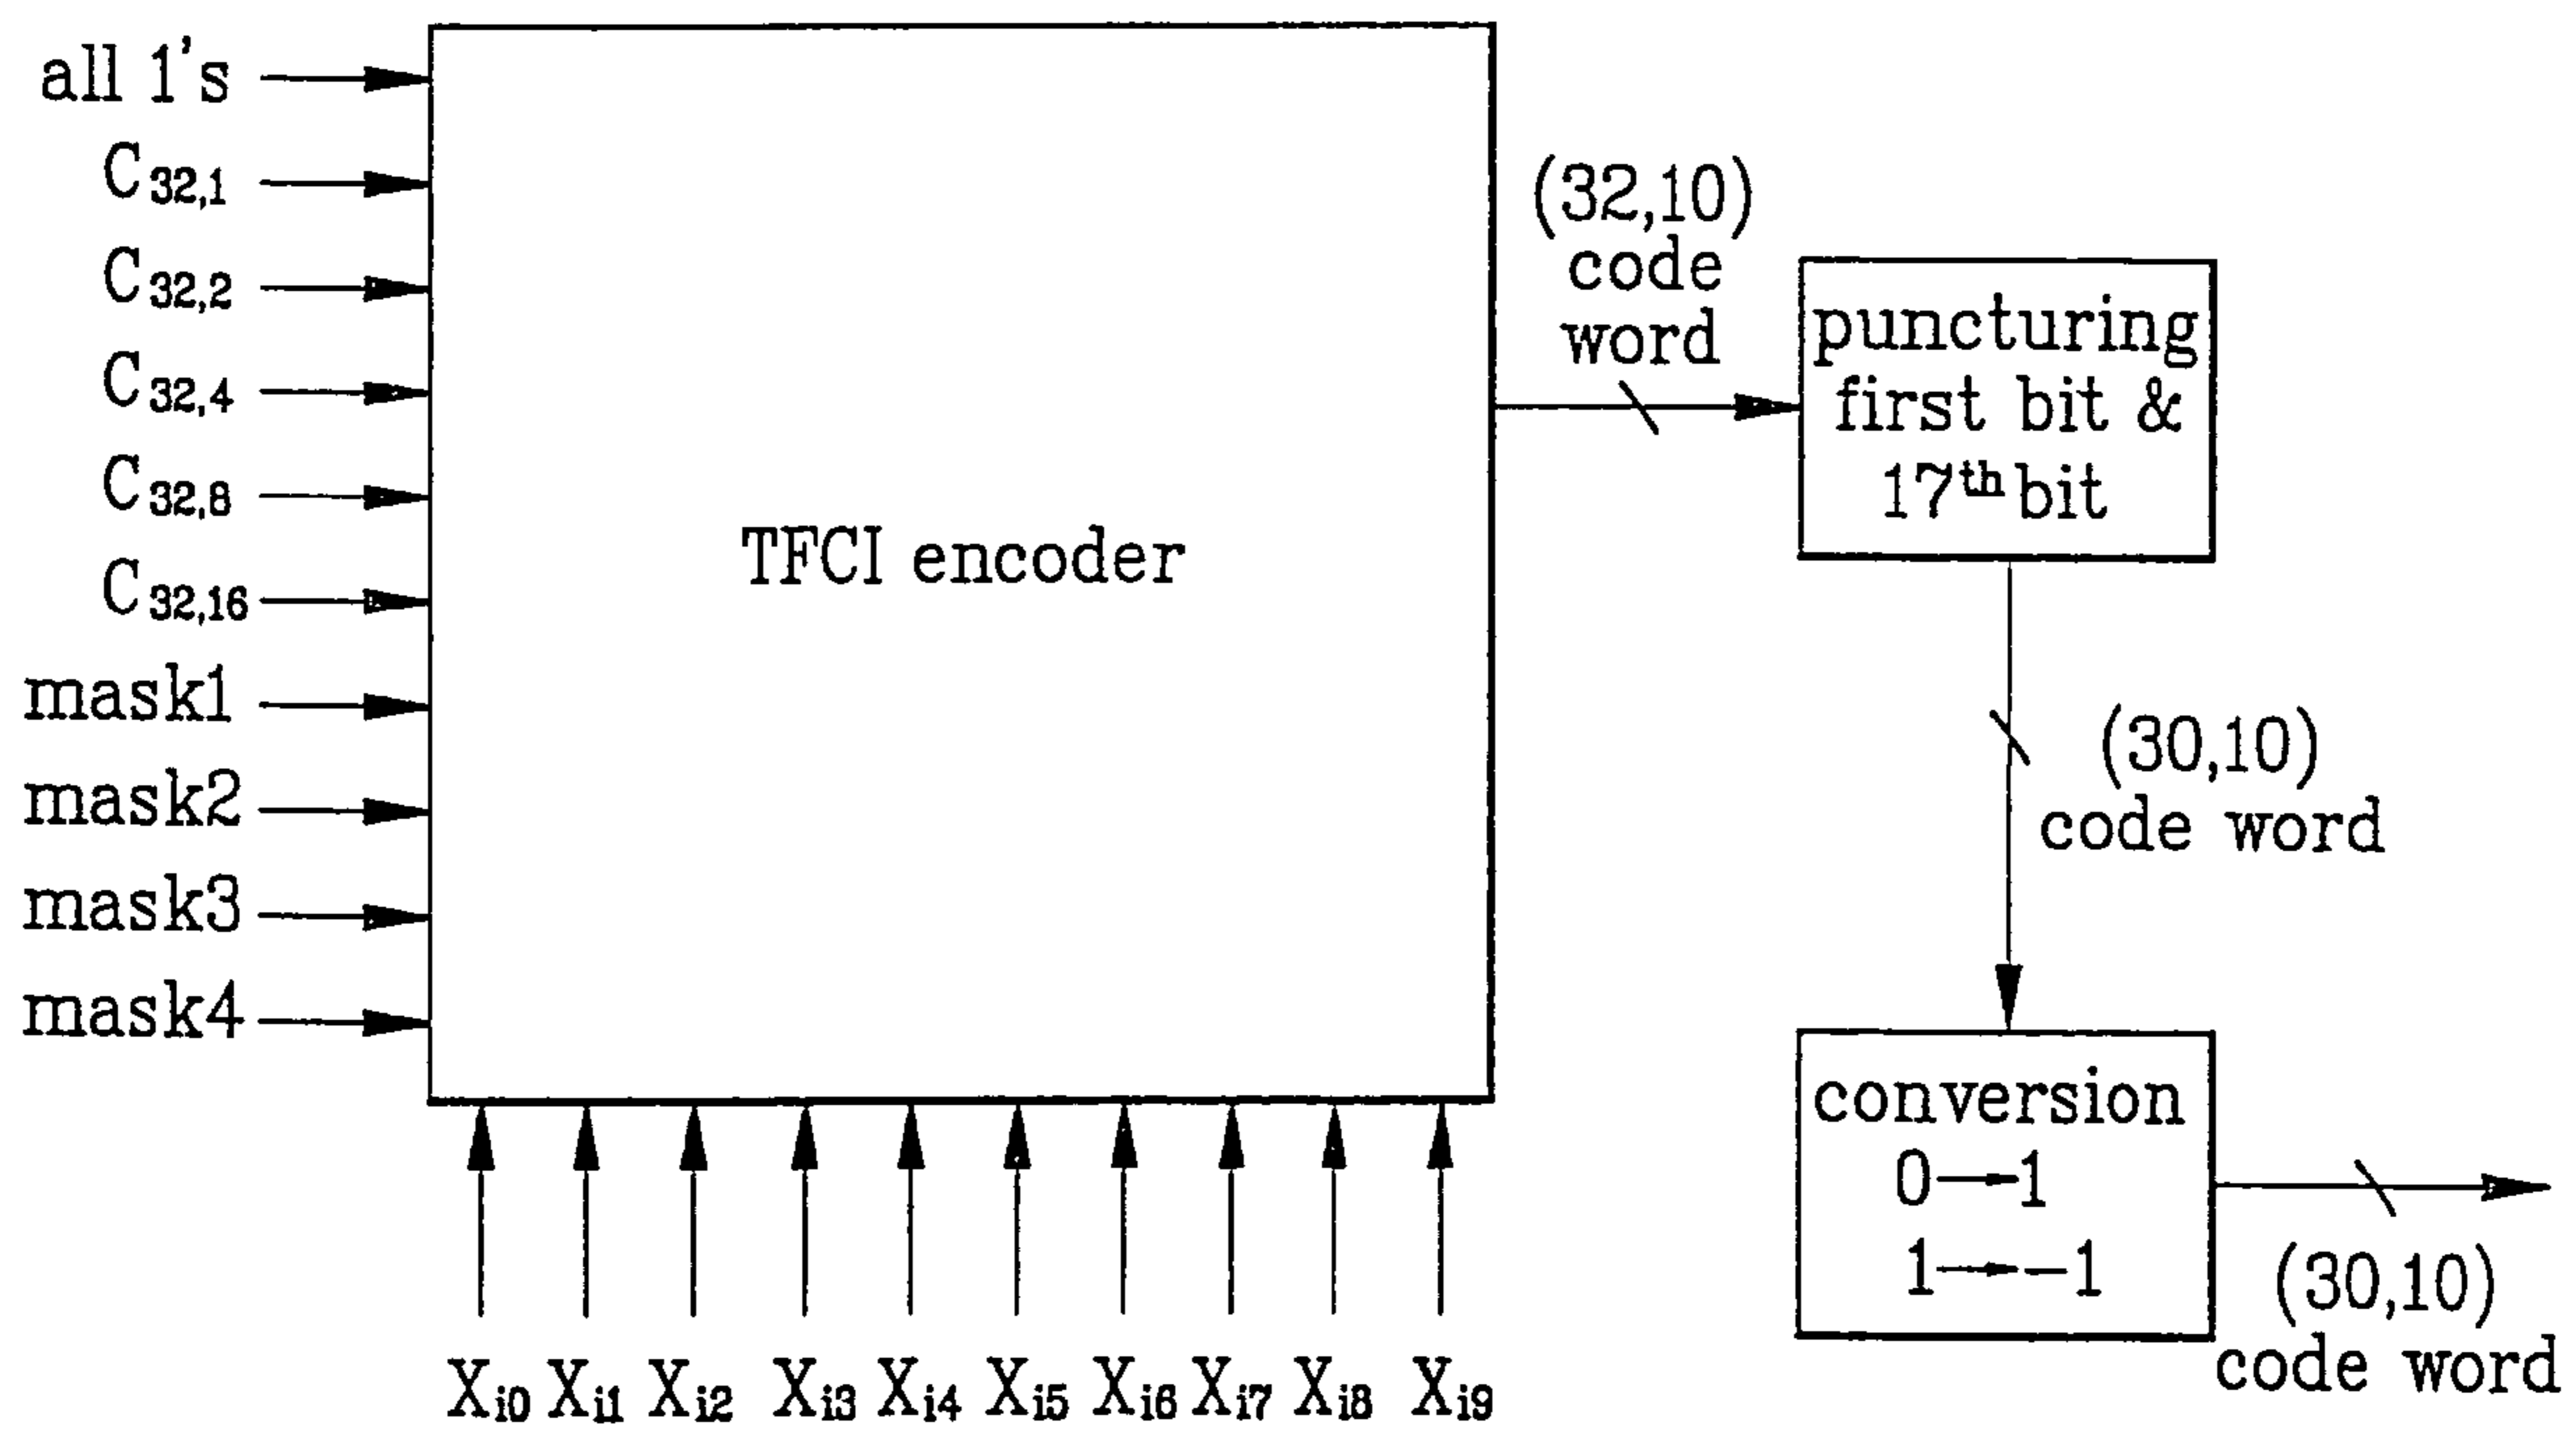 all 1's
C32,1
C32,2
C32,4
C32,8
C32,16
mask1
mask2
mask3
mask4
TFCI encoder
Xi0 Xi1 Xi2 Xi3 Xi4 Xi5 Xi6 Xi7 Xi8 Xi9
(32,10)
code
word
puncturing
first bit &
17th bit
(30,10)
code word
conversion
0→1
1→−1
(30,10)
code word